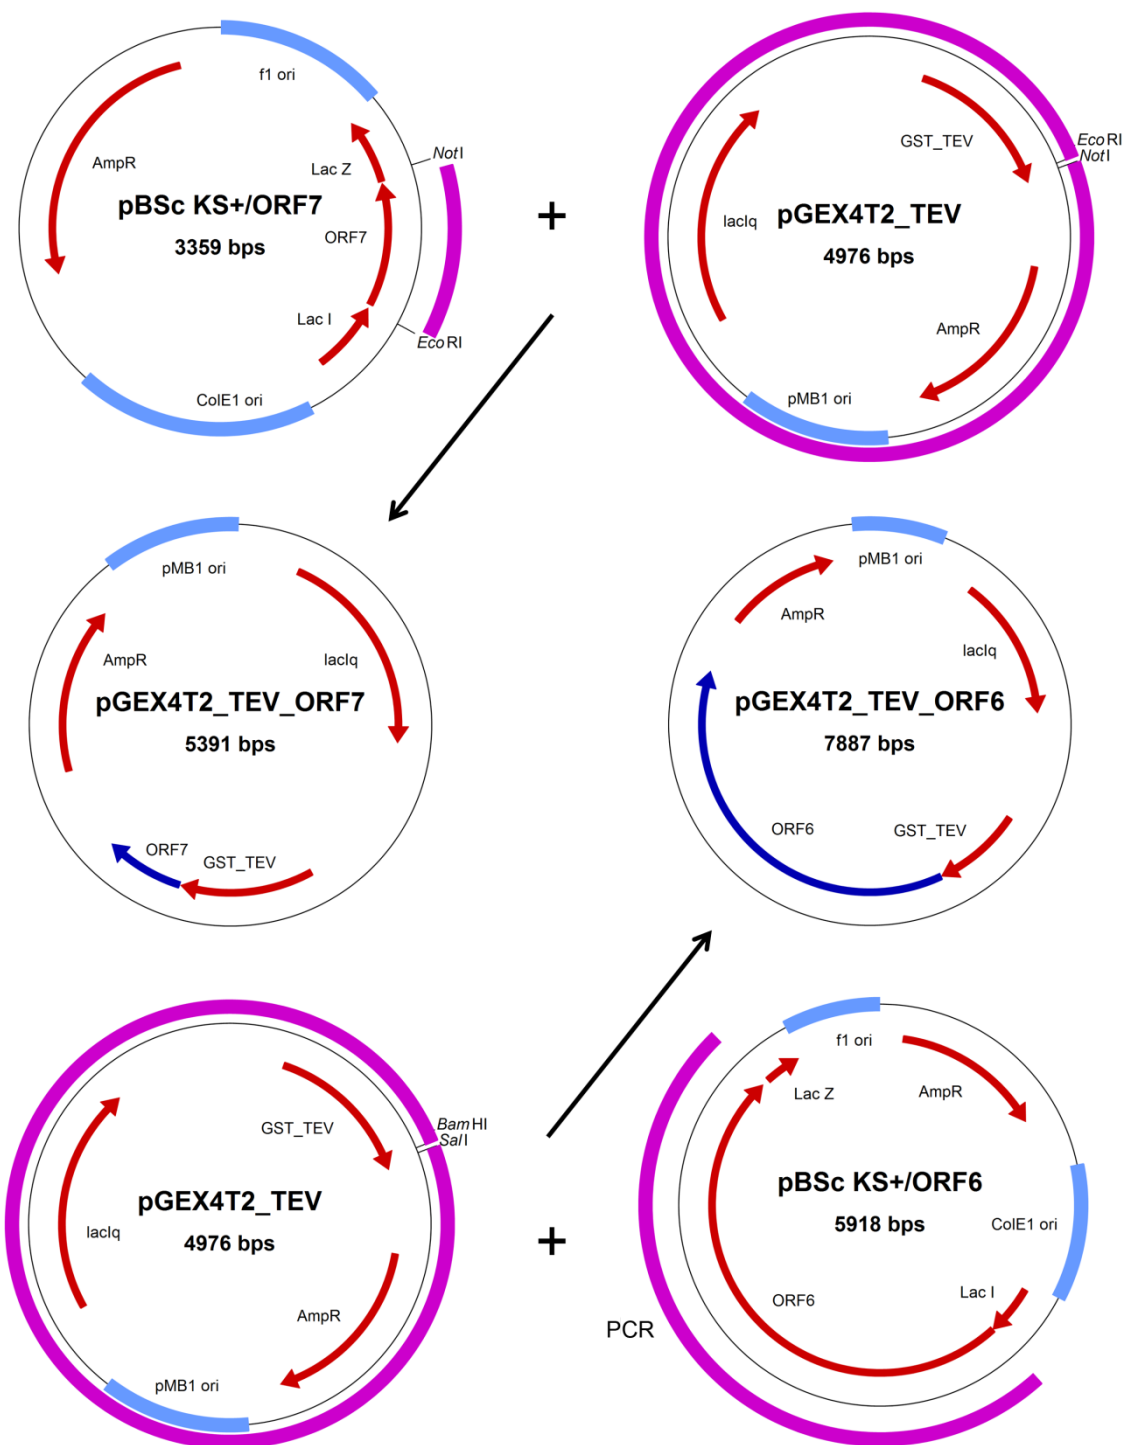 f1 ori
AmpR
NotI
Lac Z
pBSc KS+/ORF7
ORF7
3359 bps
Lac I
EcoRI
ColE1 ori
+
GST_TEV
EcoRI
NotI
lacIq
pGEX4T2_TEV
4976 bps
AmpR
pMB1 ori
pMB1 ori
AmpR
lacIq
pGEX4T2_TEV_ORF7
5391 bps
ORF7
GST_TEV
pMB1 ori
AmpR
lacIq
pGEX4T2_TEV_ORF6
7887 bps
ORF6
GST_TEV
GST_TEV
BamHI
SalI
pGEX4T2_TEV
lacIq
4976 bps
AmpR
pMB1 ori
+
f1 ori
Lac Z
AmpR
pBSc KS+/ORF6
5918 bps
ColE1 ori
Lac I
ORF6
PCR